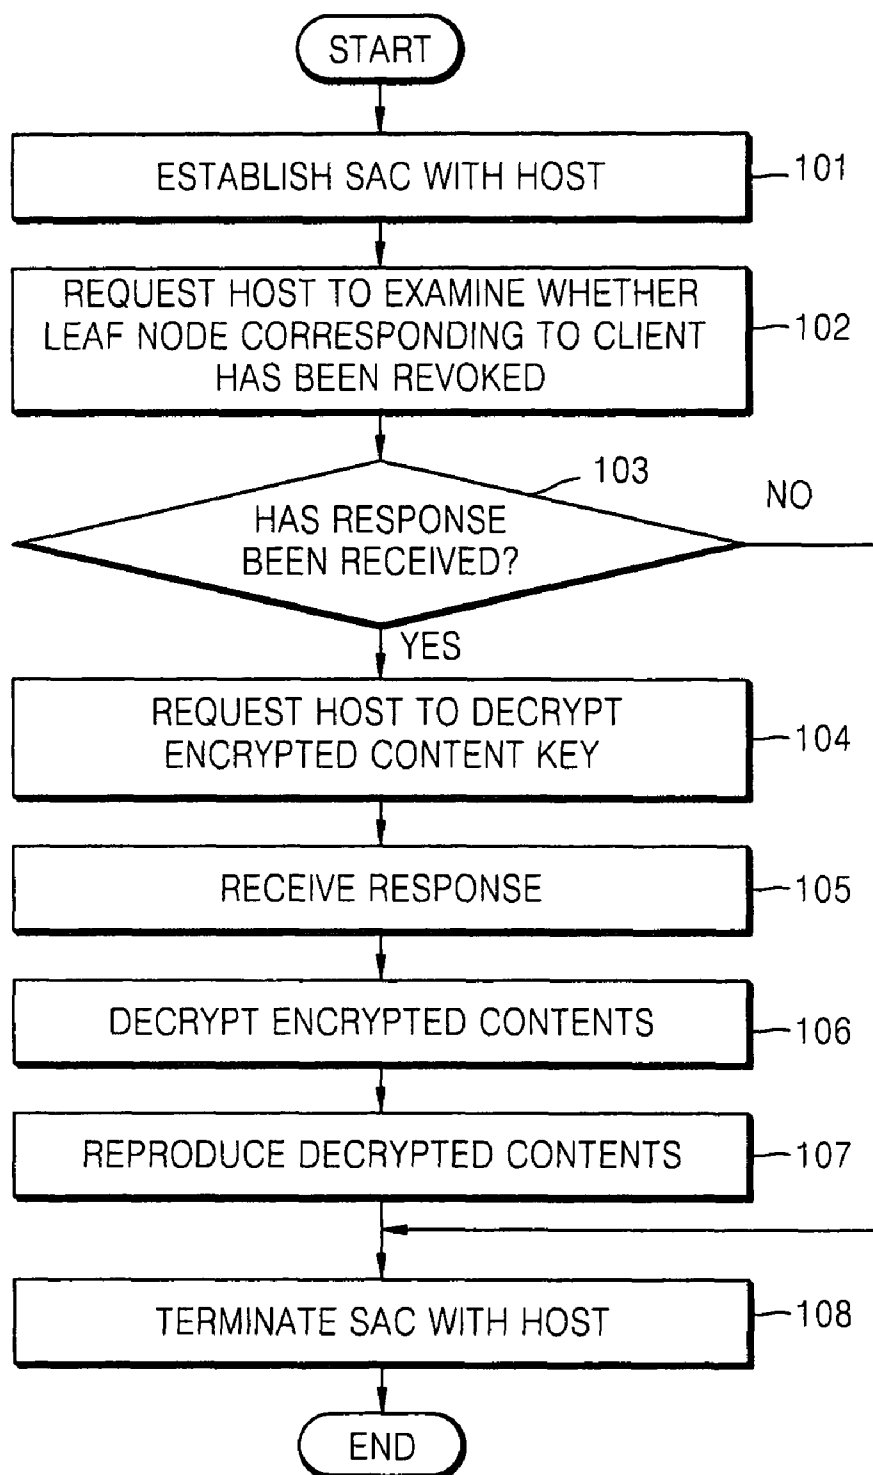 START
ESTABLISH SAC WITH HOST
101
REQUEST HOST TO EXAMINE WHETHER
LEAF NODE CORRESPONDING TO CLIENT
HAS BEEN REVOKED
102
103
HAS RESPONSE
BEEN RECEIVED?
NO
YES
REQUEST HOST TO DECRYPT
ENCRYPTED CONTENT KEY
104
RECEIVE RESPONSE
105
DECRYPT ENCRYPTED CONTENTS
106
REPRODUCE DECRYPTED CONTENTS
107
TERMINATE SAC WITH HOST
108
END